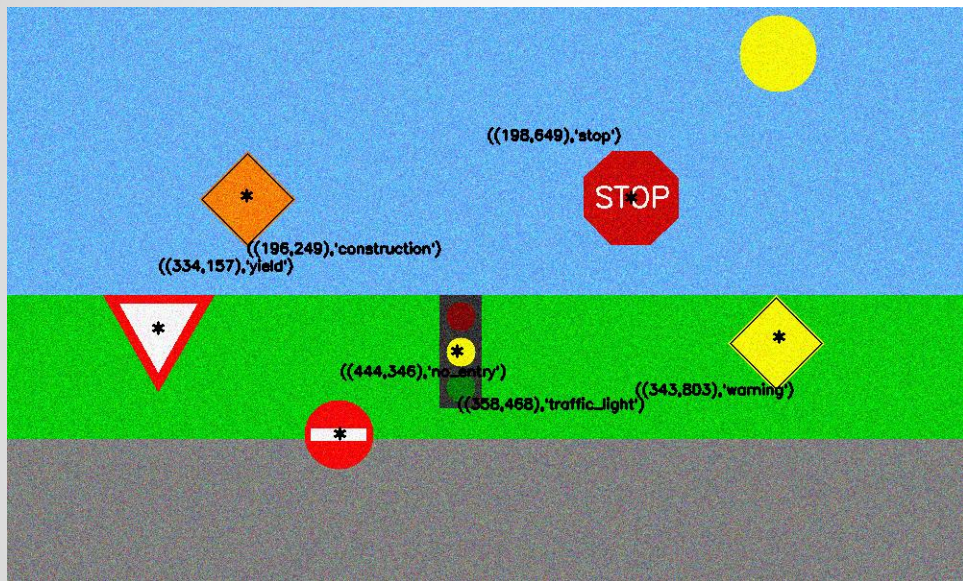 ((198,649),'stop')
STOP
((196,249),'construction')
((334,157),'yield')
((444,346),'no_entry')
((343,803),'warning')
((358,468),'traffic_light')